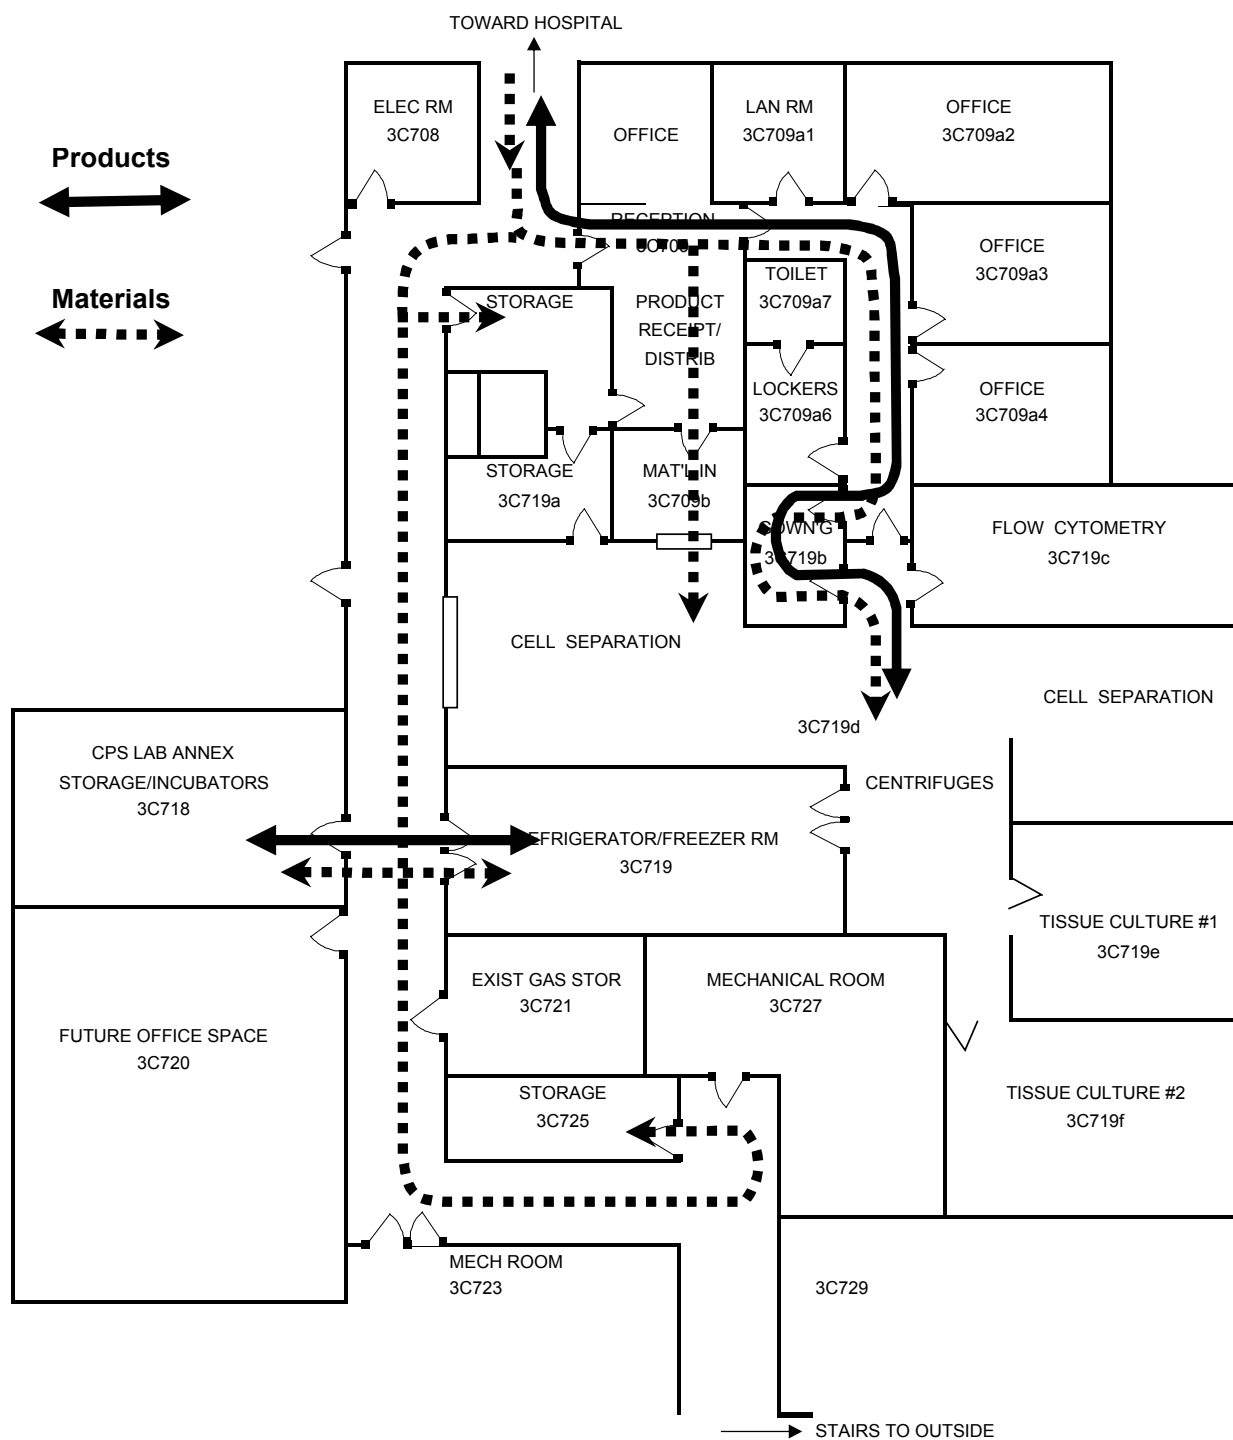 TOWARD HOSPITAL
ELEC RM
3C708
OFFICE
LAN RM
3C709a1
OFFICE
3C709a2
Products
RECEPTION
OFFICE
3C709a3
Materials
STORAGE
PRODUCT
RECEIPT/
DISTRIB
TOILET
3C709a7
LOCKERS
3C709a6
OFFICE
3C709a4
STORAGE
3C719a
MAT'L IN
3C709b
GOWN'G
3C719b
FLOW CYTOMETRY
3C719c
CELL SEPARATION
CELL SEPARATION
3C719d
CPS LAB ANNEX
STORAGE/INCUBATORS
3C718
CENTRIFUGES
REFRIGERATOR/FREEZER RM
3C719
TISSUE CULTURE #1
3C719e
EXIST GAS STOR
3C721
MECHANICAL ROOM
3C727
FUTURE OFFICE SPACE
3C720
STORAGE
3C725
TISSUE CULTURE #2
3C719f
MECH ROOM
3C723
3C729
STAIRS TO OUTSIDE